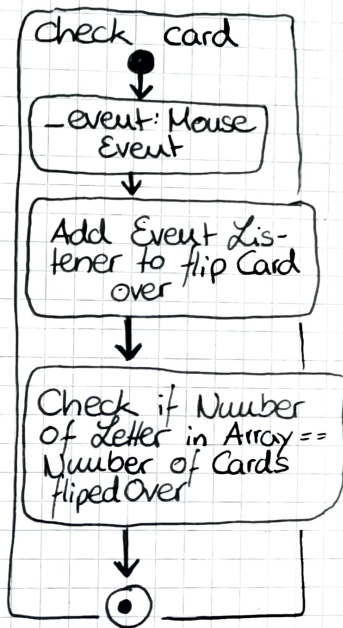 check card
_event: Mouse
Event
Add Event Lis-
tener to flip Card
over
Check if Number
of Letter in Array ==
Number of Cards
fliped Over